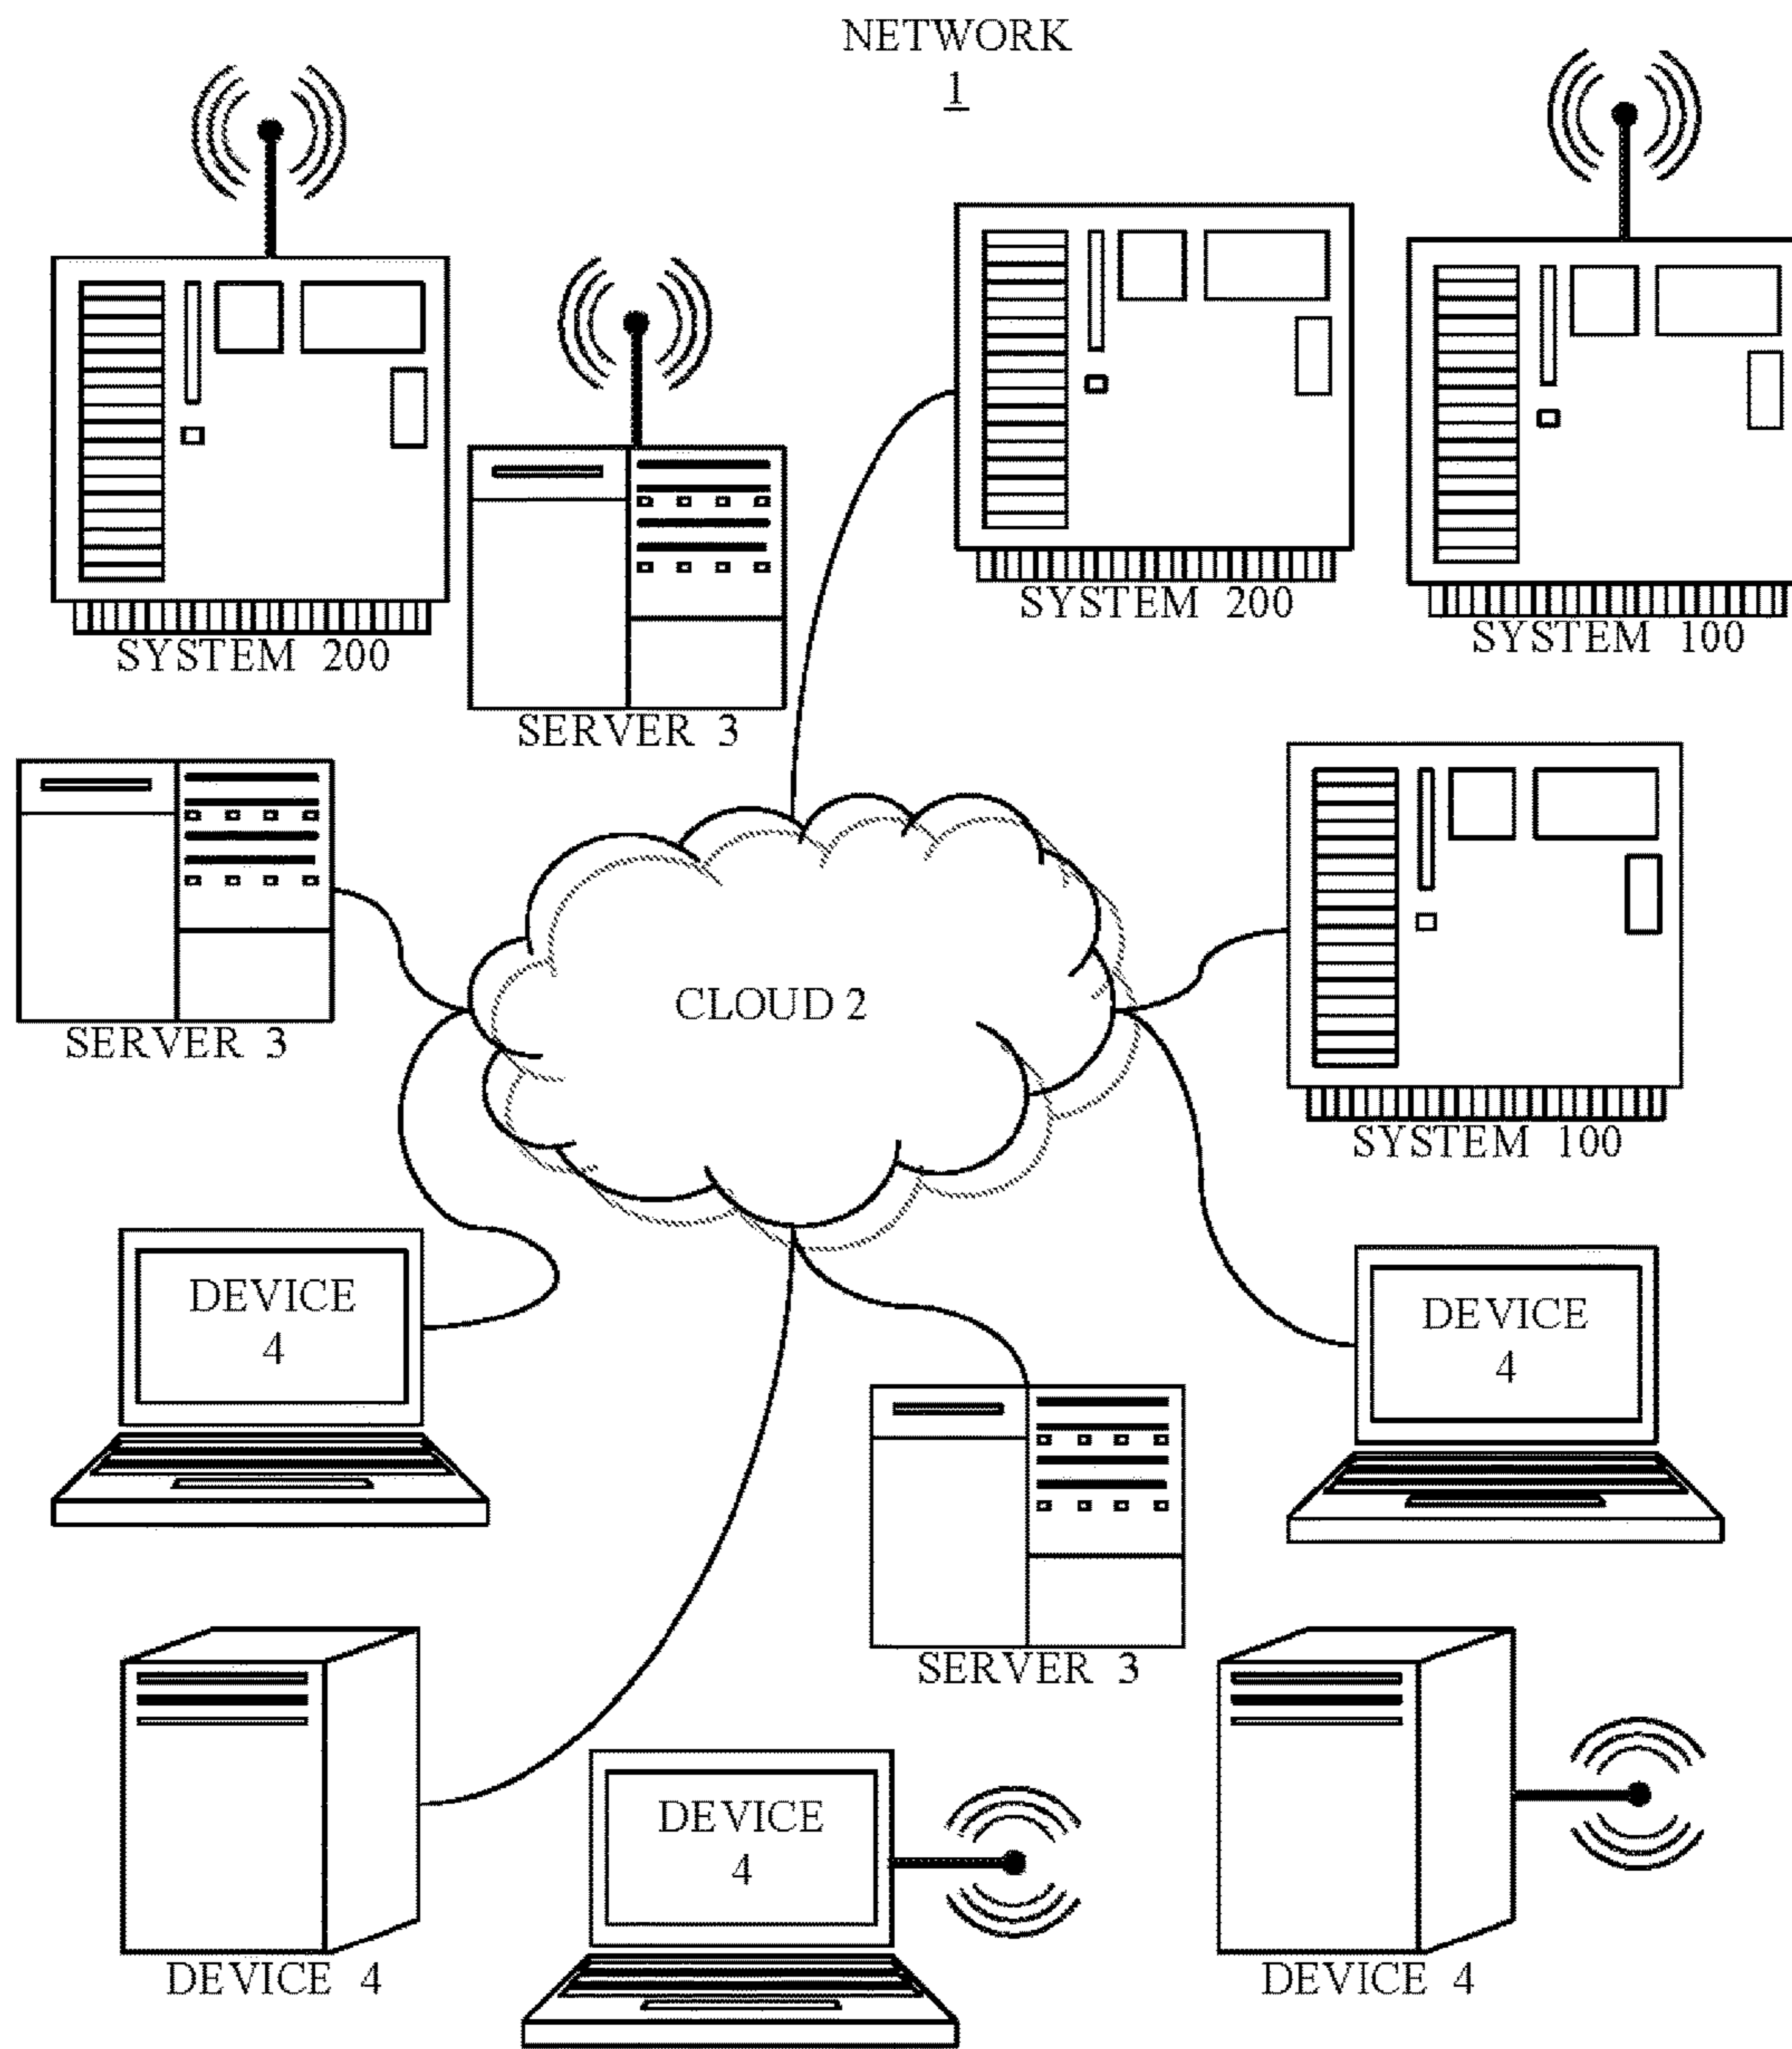 NETWORK
1
SYSTEM 200
SYSTEM 200
SYSTEM 100
SERVER 3
SERVER 3
CLOUD 2
SYSTEM 100
DEVICE
4
DEVICE
4
SERVER 3
DEVICE
4
DEVICE 4
DEVICE 4